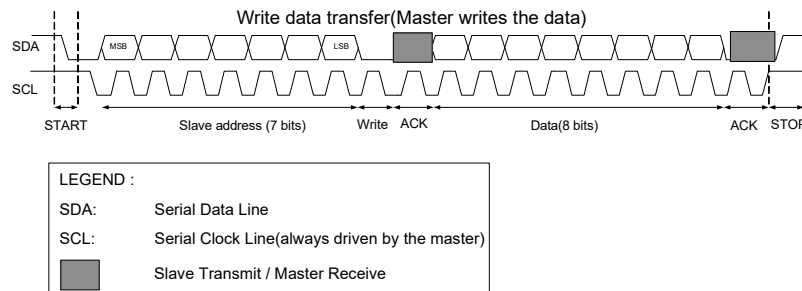 Write data transfer(Master writes the data)
SDA MSB LSB
SCL
START Slave address (7 bits) Write ACK Data(8 bits) ACK STOP
LEGEND :
SDA: Serial Data Line
SCL: Serial Clock Line(always driven by the master)
Slave Transmit / Master Receive